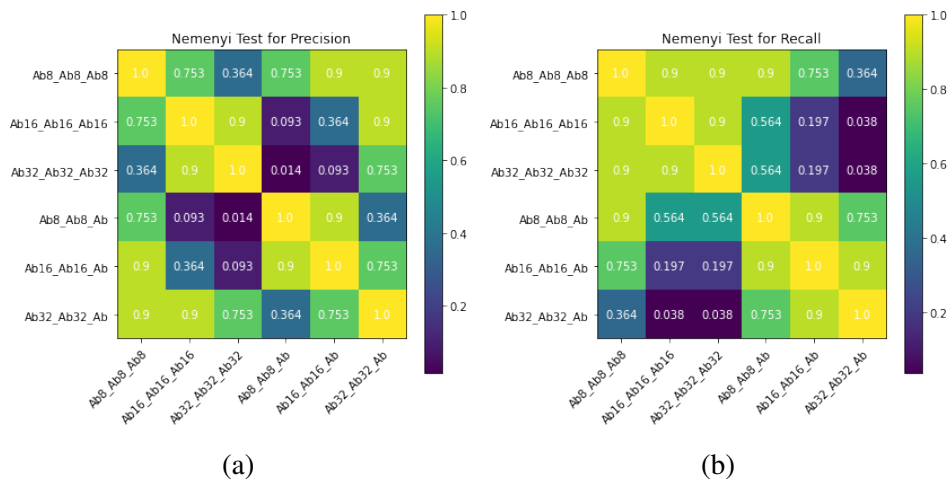 Nemenyi Test for Precision
Ab8_Ab8_Ab8 1.0 0.753 0.364 0.753 0.9 0.9
Ab16_Ab16_Ab16 0.753 1.0 0.9 0.093 0.364 0.9
Ab32_Ab32_Ab32 0.364 0.9 1.0 0.014 0.093 0.753
Ab8_Ab8_Ab 0.753 0.093 0.014 1.0 0.9 0.364
Ab16_Ab16_Ab 0.9 0.364 0.093 0.9 1.0 0.753
Ab32_Ab32_Ab 0.9 0.9 0.753 0.364 0.753 1.0
Ab8_Ab8_Ab8
Ab16_Ab16_Ab16
Ab32_Ab32_Ab32
Ab8_Ab8_Ab
Ab16_Ab16_Ab
Ab32_Ab32_Ab
1.0
0.8
0.6
0.4
0.2
(a)
Nemenyi Test for Recall
Ab8_Ab8_Ab8 1.0 0.9 0.9 0.9 0.753 0.364
Ab16_Ab16_Ab16 0.9 1.0 0.9 0.564 0.197 0.038
Ab32_Ab32_Ab32 0.9 0.9 1.0 0.564 0.197 0.038
Ab8_Ab8_Ab 0.9 0.564 0.564 1.0 0.9 0.753
Ab16_Ab16_Ab 0.753 0.197 0.197 0.9 1.0 0.9
Ab32_Ab32_Ab 0.364 0.038 0.038 0.753 0.9 1.0
Ab8_Ab8_Ab8
Ab16_Ab16_Ab16
Ab32_Ab32_Ab32
Ab8_Ab8_Ab
Ab16_Ab16_Ab
Ab32_Ab32_Ab
1.0
0.8
0.6
0.4
0.2
(b)